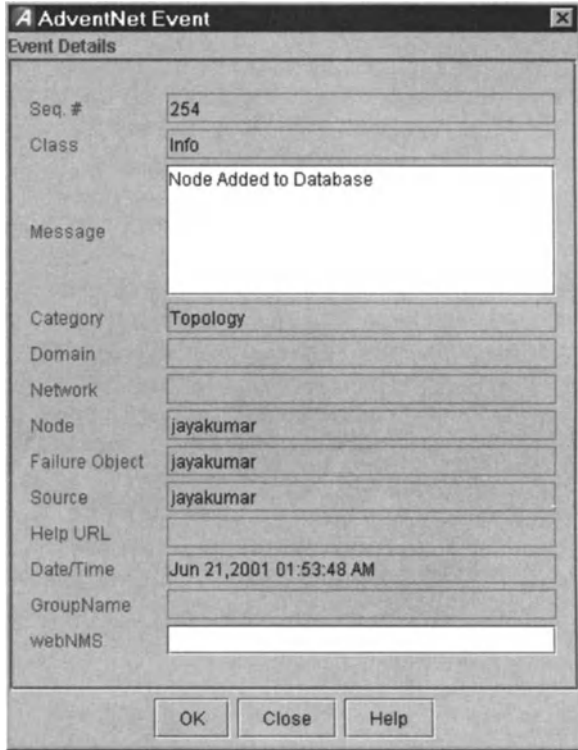 AdventNet Event
Event Details
Seq. # 254
Class Info
Message Node Added to Database
Category Topology
Domain
Network
Node jayakumar
Failure Object jayakumar
Source jayakumar
Help URL
Date/Time Jun 21,2001 01:53:48 AM
GroupName
webNMS
OK Close Help